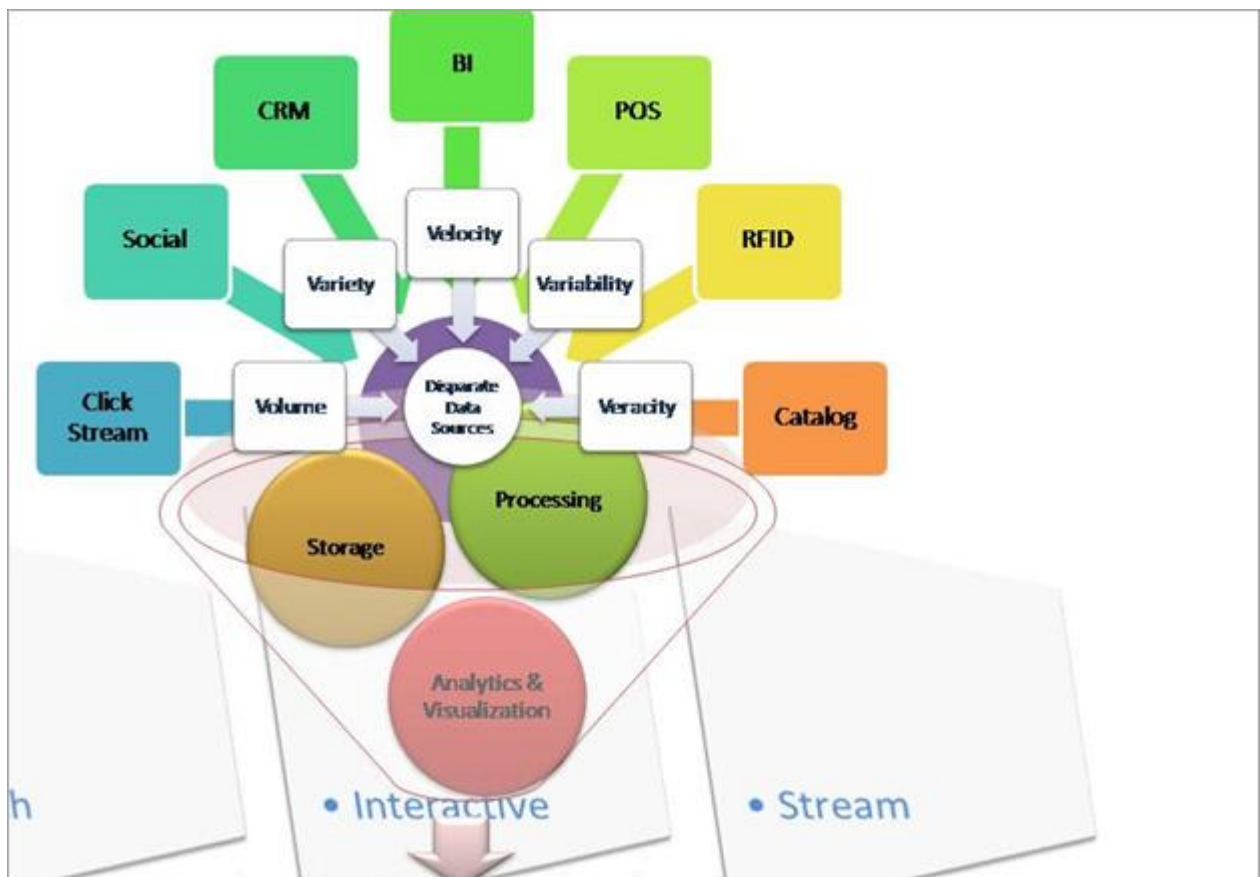 BI
CRM
POS
Social
Velocity
RFID
Variety
Variability
Click
Stream
Volume
Disparate
Data
Sources
Veracity
Catalog
Processing
Storage
Analytics &
Visualization
h
• Interactive
• Stream